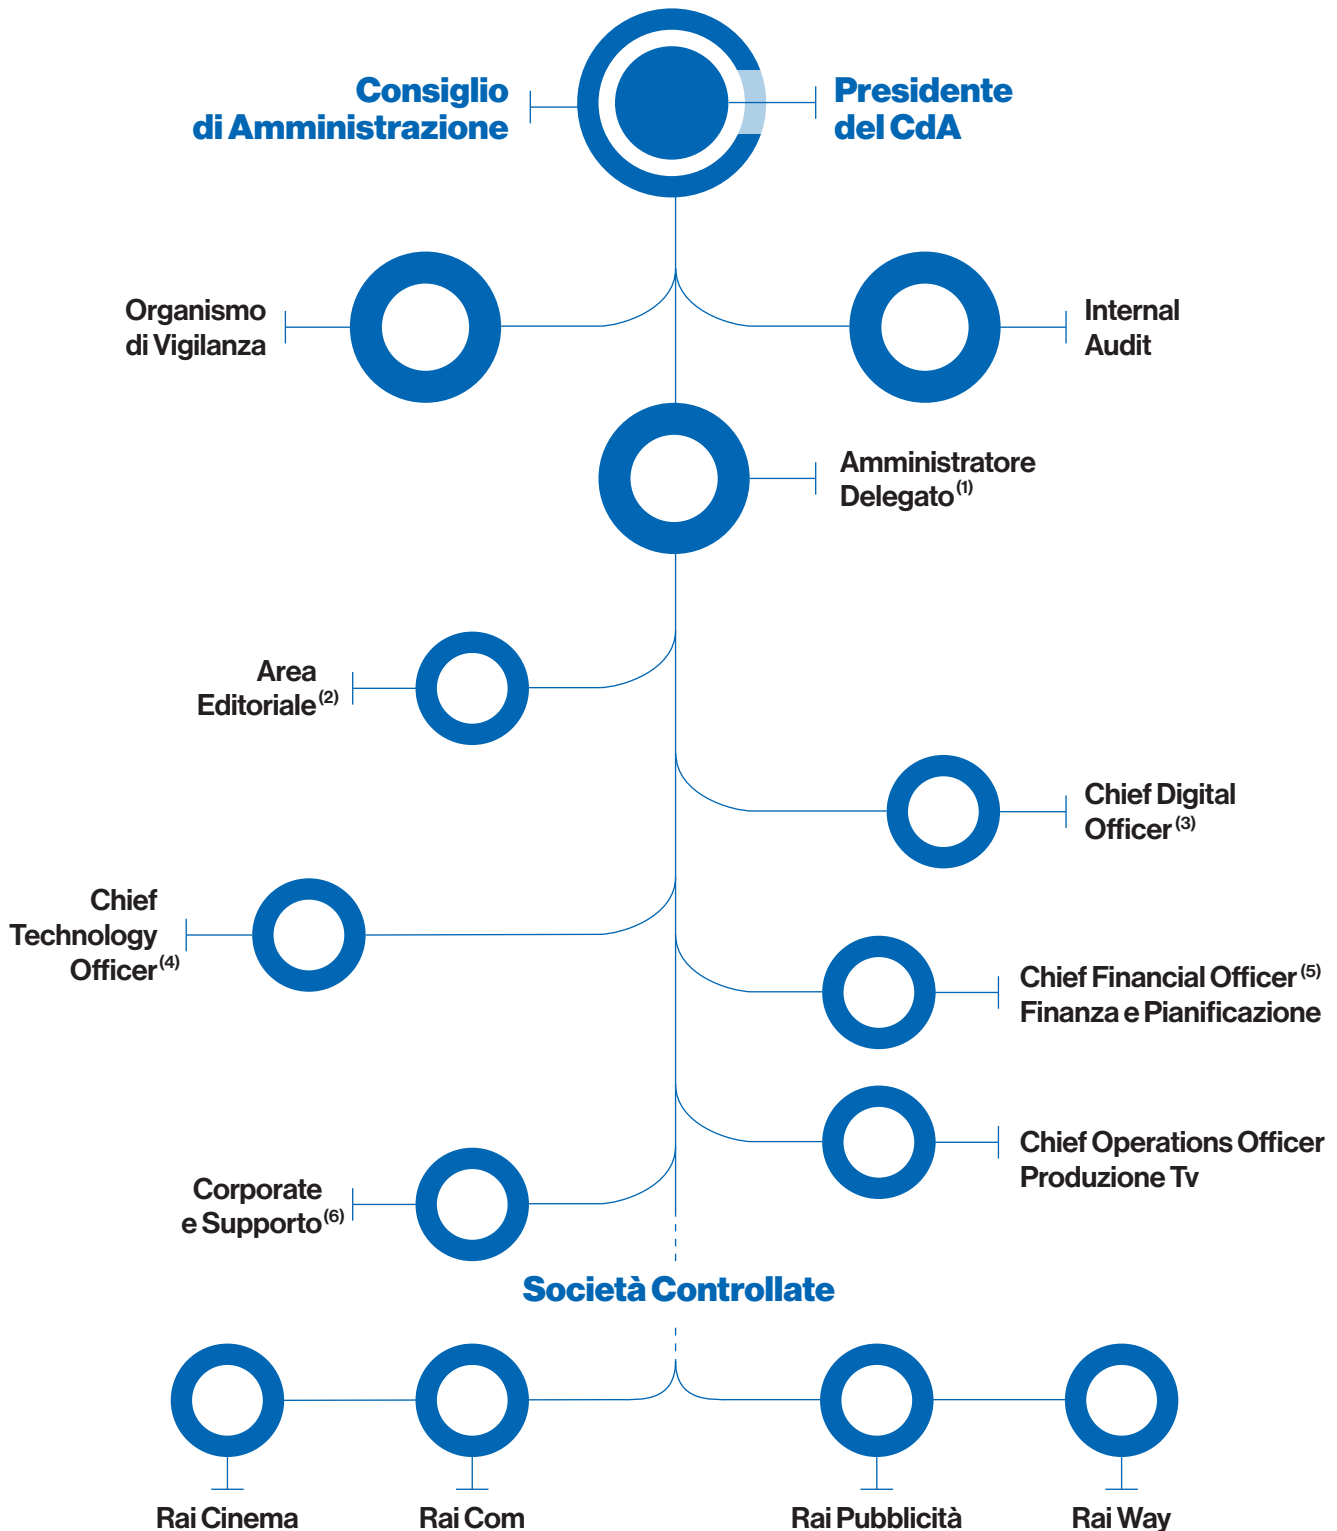 Consiglio
di Amministrazione
Presidente
del CdA
Organismo
di Vigilanza
Internal
Audit
Amministratore
Delegato (1)
Area
Editoriale (2)
Chief Digital
Officer (3)
Chief
Technology
Officer (4)
Chief Financial Officer (5)
Finanza e Pianificazione
Chief Operations Officer
Produzione Tv
Corporate
e Supporto (6)
Società Controllate
Rai Cinema
Rai Com
Rai Pubblicità
Rai Way